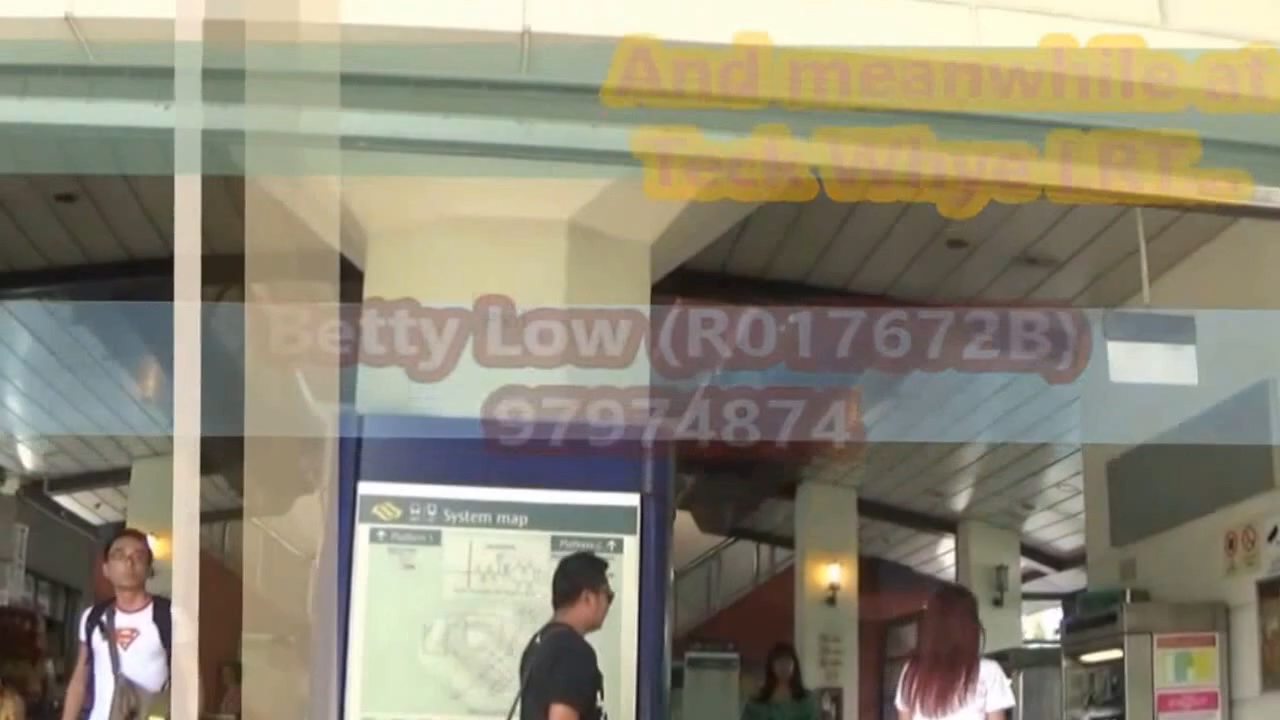 And meanwhile at
Teck Whye LRT...
Betty Low (R017672B)
97974874
System map
Platform 1
Platform 2